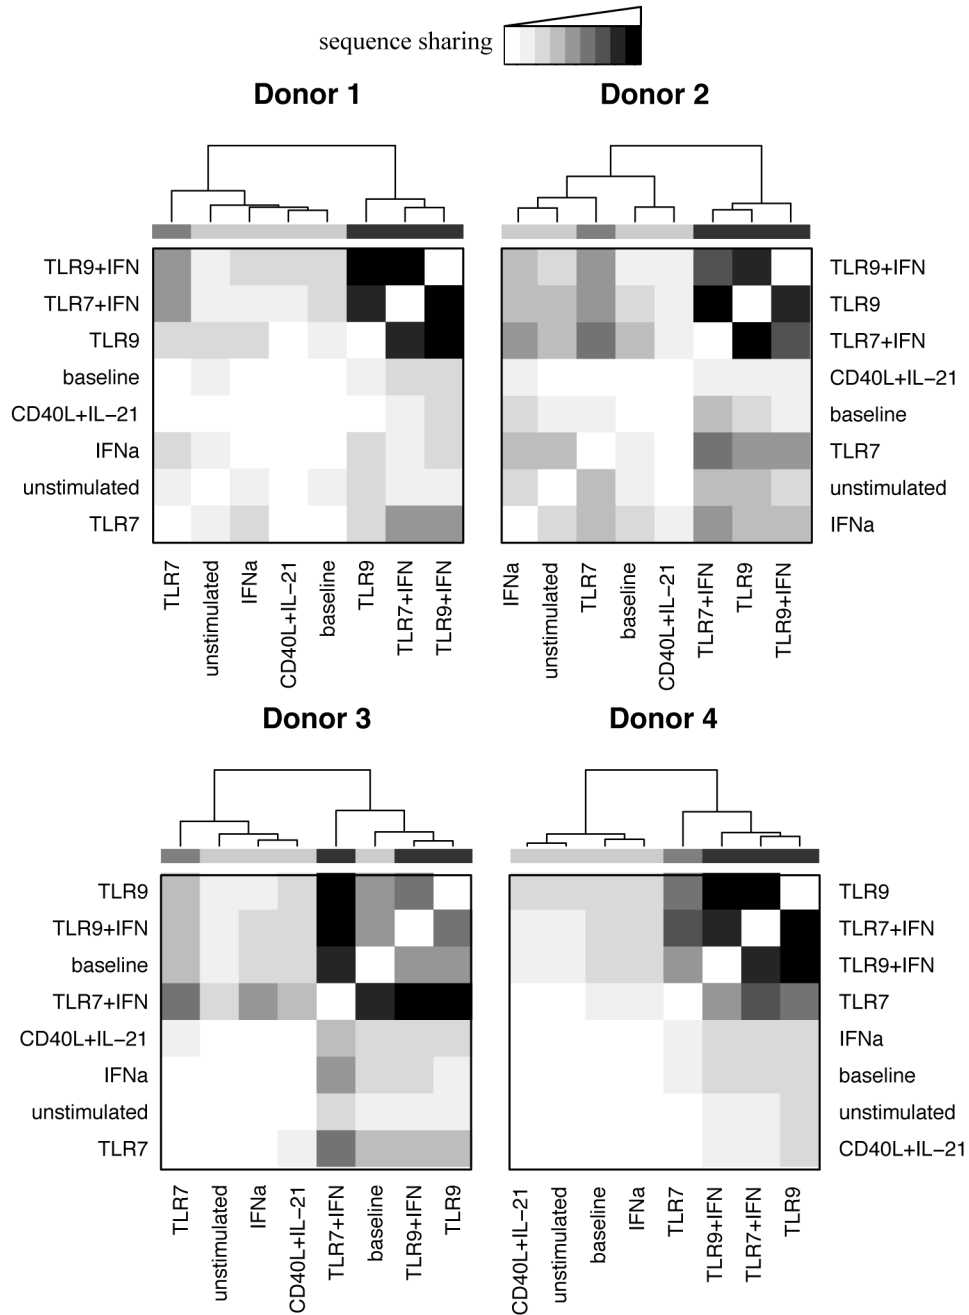 sequence sharing
Donor 1
TLR9+IFN
TLR7+IFN
TLR9
baseline
CD40L+IL−21
IFNa
unstimulated
TLR7
TLR7
unstimulated
IFNa
CD40L+IL−21
baseline
TLR9
TLR7+IFN
TLR9+IFN
Donor 2
TLR9+IFN
TLR9
TLR7+IFN
CD40L+IL−21
baseline
TLR7
unstimulated
IFNa
IFNa
unstimulated
TLR7
baseline
CD40L+IL−21
TLR7+IFN
TLR9
TLR9+IFN
Donor 3
TLR9
TLR9+IFN
baseline
TLR7+IFN
CD40L+IL−21
IFNa
unstimulated
TLR7
TLR7
unstimulated
IFNa
CD40L+IL−21
TLR7+IFN
baseline
TLR9+IFN
TLR9
Donor 4
TLR9
TLR7+IFN
TLR9+IFN
TLR7
IFNa
baseline
unstimulated
CD40L+IL−21
CD40L+IL−21
unstimulated
baseline
IFNa
TLR7
TLR9+IFN
TLR7+IFN
TLR9